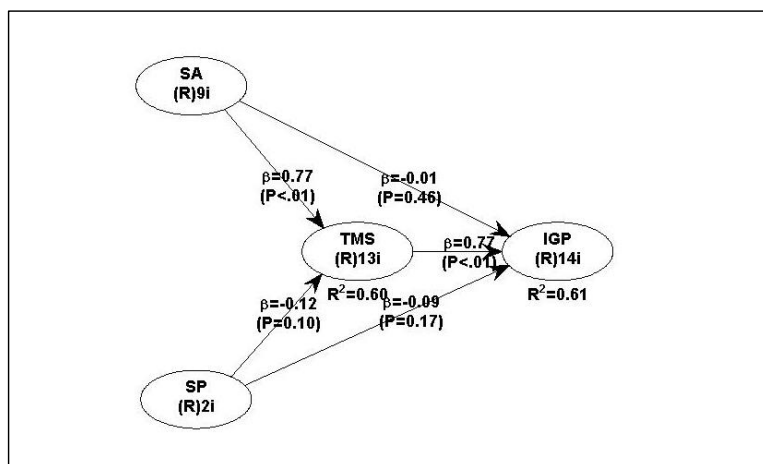 SA
(R)9i
β=0.77
(P<.01)
β=-0.01
(P=0.46)
TMS
(R)13i
R²=0.60
β=0.77
(P<.01)
IGP
(R)14i
R²=0.61
β=-0.12
(P=0.10)
β=-0.09
(P=0.17)
SP
(R)2i